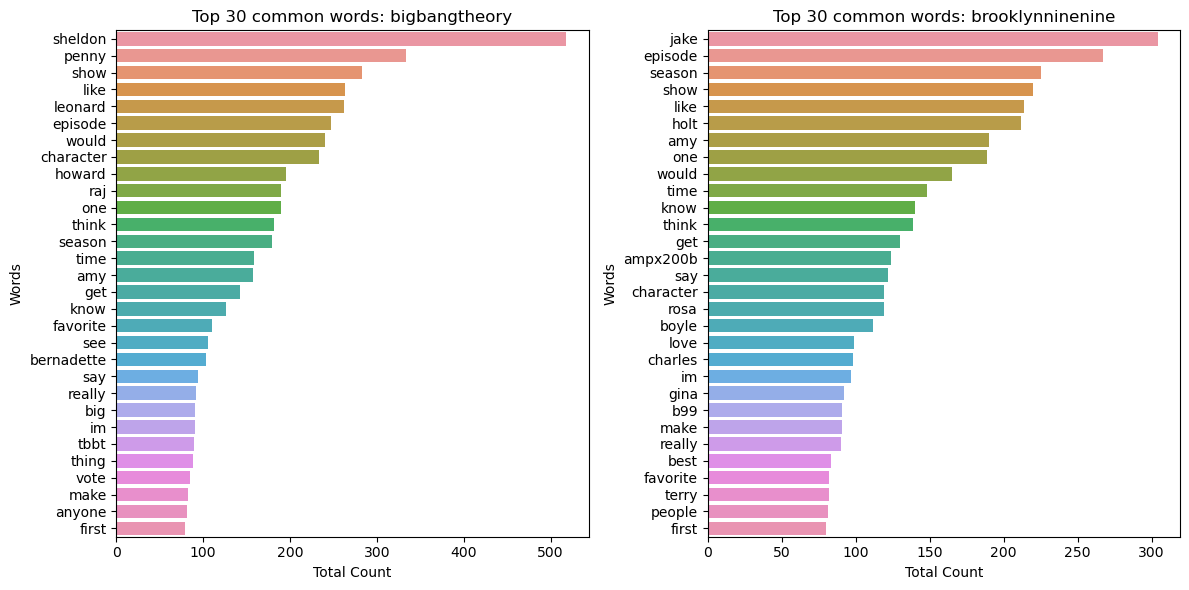 Top 30 common words: bigbangtheory
Words
sheldon
penny
show
like
leonard
episode
would
character
howard
raj
one
think
season
time
amy
get
know
favorite
see
bernadette
say
really
big
im
tbbt
thing
vote
make
anyone
first
0 100 200 300 400 500
Total Count
Top 30 common words: brooklynninenine
Words
jake
episode
season
show
like
holt
amy
one
would
time
know
think
get
ampx200b
say
character
rosa
boyle
love
charles
im
gina
b99
make
really
best
favorite
terry
people
first
0 50 100 150 200 250 300
Total Count